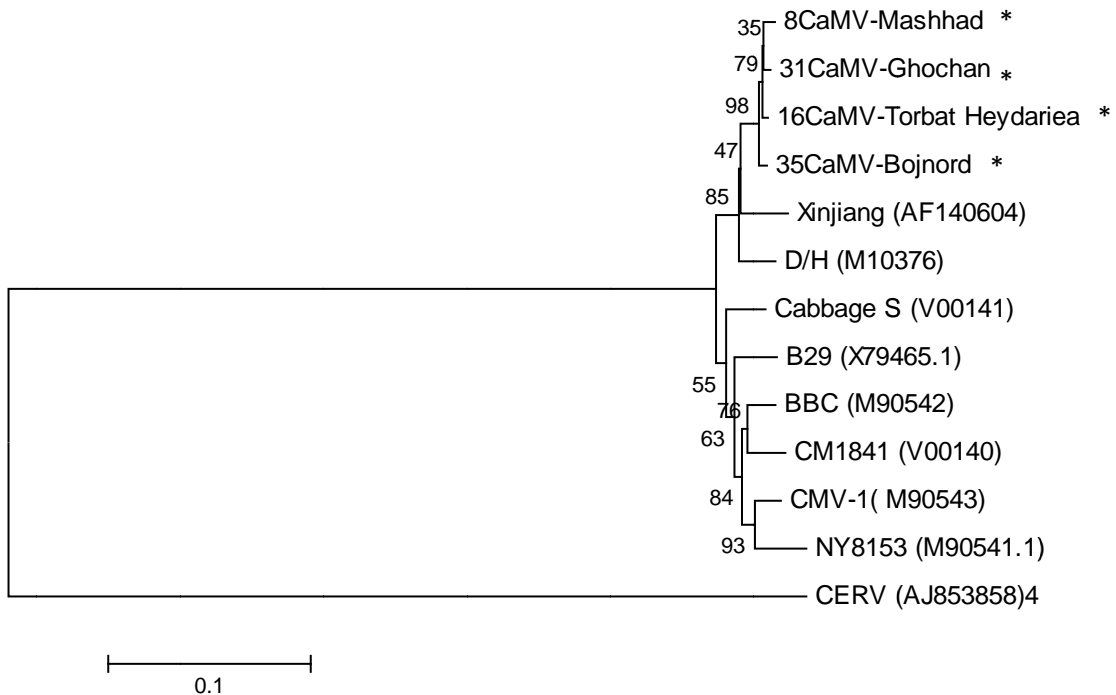 35
8CaMV-Mashhad *
79
31CaMV-Ghochan *
98
16CaMV-Torbat Heydariea *
47
35CaMV-Bojnord *
85
Xinjiang (AF140604)
D/H (M10376)
Cabbage S (V00141)
B29 (X79465.1)
55
76
BBC (M90542)
63
CM1841 (V00140)
84
CMV-1( M90543)
93
NY8153 (M90541.1)
CERV (AJ853858)4
0.1